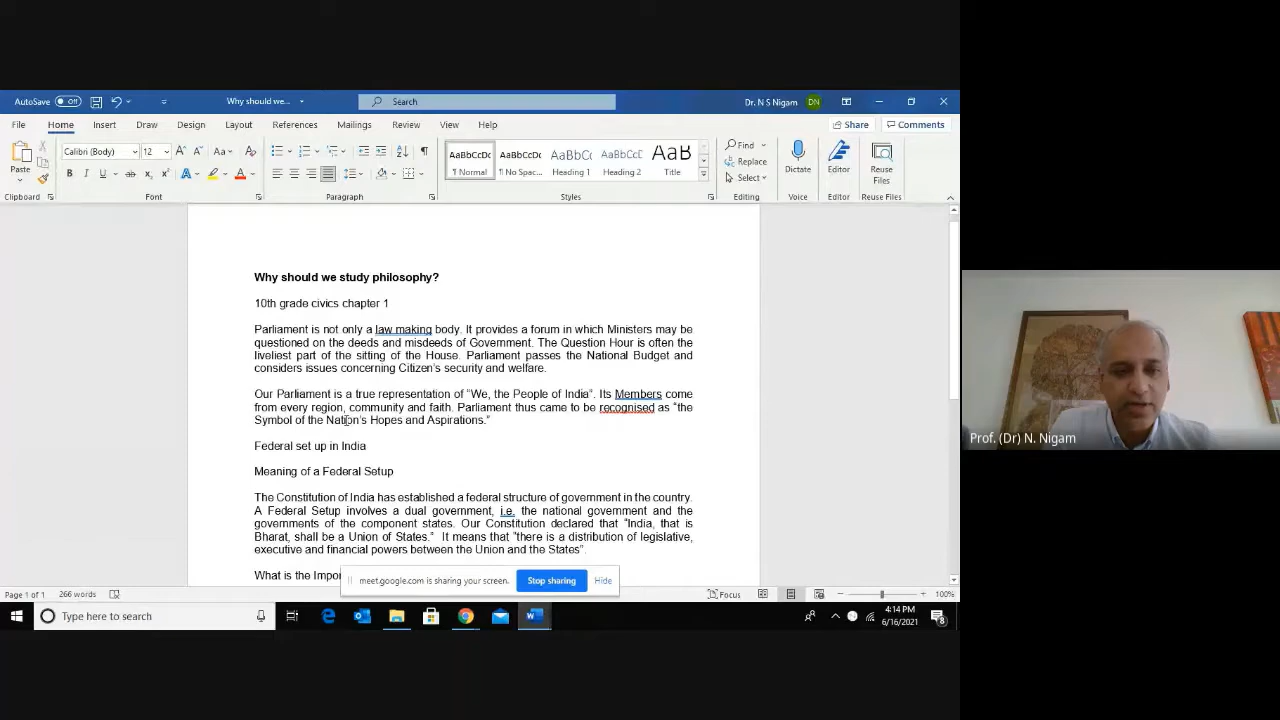 AutoSave Off Why should we... Search Dr. N S Nigam DN
File Home Insert Draw Design Layout References Mailings Review View Help Share Comments
Calibri (Body) 12 Aa AaBbCcDc AaBbCcDc AaBbCc AaBbCcD AaB Find
Paste B I U ab x₂ x² A A ¶ Normal ¶ No Spac... Heading 1 Heading 2 Title Replace Select Dictate Editor Reuse Files
Clipboard Font Paragraph Styles Editing Voice Editor Reuse Files
Why should we study philosophy?
10th grade civics chapter 1
Parliament is not only a law making body. It provides a forum in which Ministers may be
questioned on the deeds and misdeeds of Government. The Question Hour is often the
liveliest part of the sitting of the House. Parliament passes the National Budget and
considers issues concerning Citizen's security and welfare.
Our Parliament is a true representation of “We, the People of India”. Its Members come
from every region, community and faith. Parliament thus came to be recognised as “the
Symbol of the Nation's Hopes and Aspirations.”
Federal set up in India
Meaning of a Federal Setup
The Constitution of India has established a federal structure of government in the country.
A Federal Setup involves a dual government, i.e. the national government and the
governments of the component states. Our Constitution declared that “India, that is
Bharat, shall be a Union of States.” It means that “there is a distribution of legislative,
executive and financial powers between the Union and the States”.
What is the Impor
meet.google.com is sharing your screen. Stop sharing Hide
Page 1 of 1 266 words Focus 100%
Type here to search 4:14 PM
6/16/2021 8
Prof. (Dr) N. Nigam